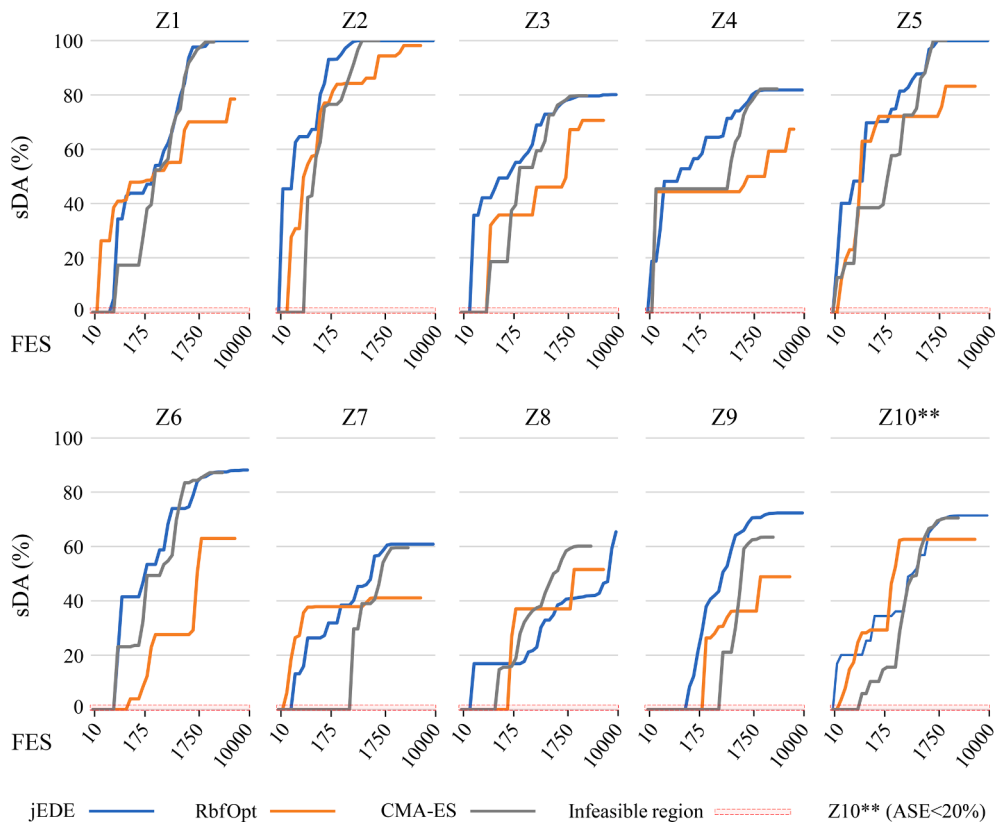 Z1 Z2 Z3 Z4 Z5
100
80
60
40
20
0
sDA (%)
FES
10 175 1750 10000 10 175 1750 10000 10 175 1750 10000 10 175 1750 10000 10 175 1750 10000
Z6 Z7 Z8 Z9 Z10**
100
80
60
40
20
0
sDA (%)
FES
10 175 1750 10000 10 175 1750 10000 10 175 1750 10000 10 175 1750 10000 10 175 1750 10000
jEDE RbfOpt CMA-ES Infeasible region Z10** (ASE<20%)